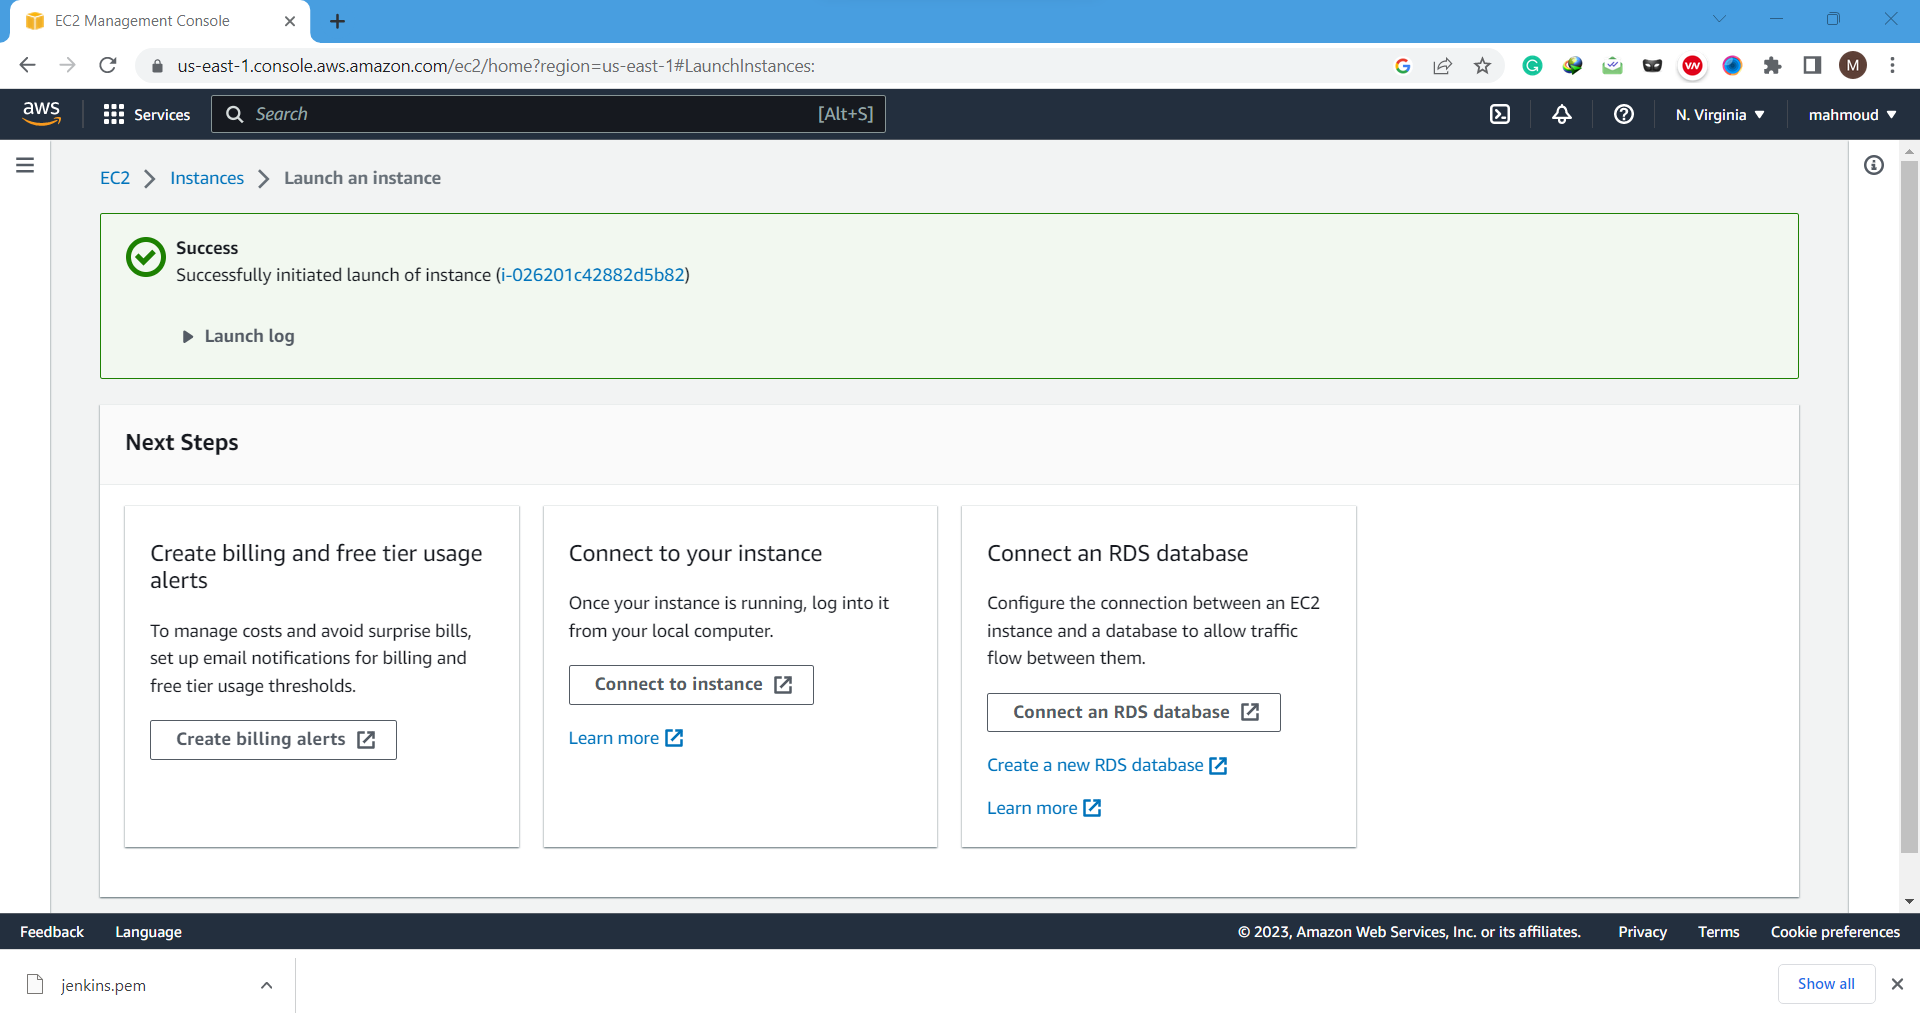 EC2 Management Console
us-east-1.console.aws.amazon.com/ec2/home?region=us-east-1#LaunchInstances:
M
aws
Services
Search
[Alt+S]
N. Virginia
mahmoud
EC2
Instances
Launch an instance
Success
Successfully initiated launch of instance (i-026201c42882d5b82)
Launch log
Next Steps
Create billing and free tier usage
alerts
To manage costs and avoid surprise bills,
set up email notifications for billing and
free tier usage thresholds.
Create billing alerts
Connect to your instance
Once your instance is running, log into it
from your local computer.
Connect to instance
Learn more
Connect an RDS database
Configure the connection between an EC2
instance and a database to allow traffic
flow between them.
Connect an RDS database
Create a new RDS database
Learn more
Feedback
Language
© 2023, Amazon Web Services, Inc. or its affiliates.
Privacy
Terms
Cookie preferences
jenkins.pem
Show all